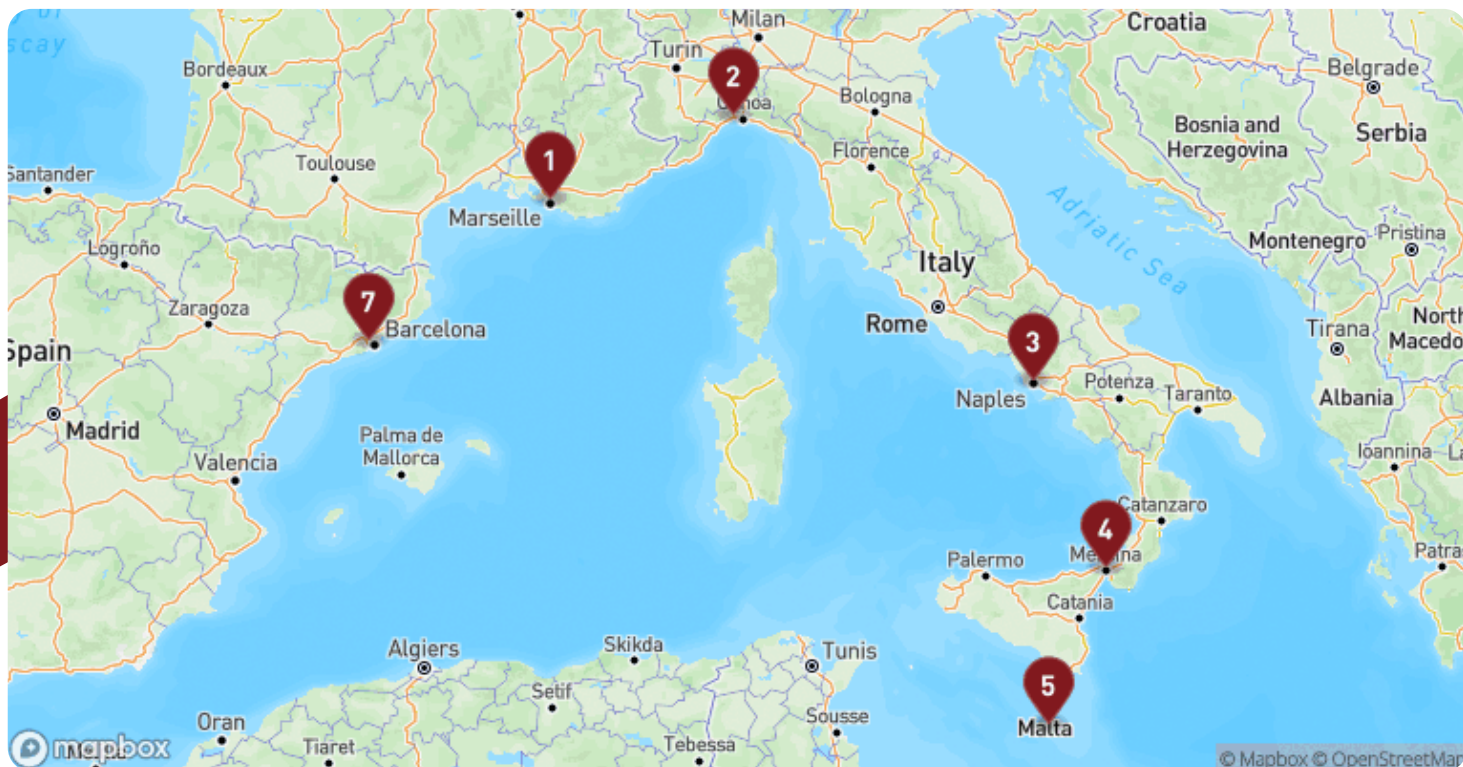 Milan
Croatia
scay
Turin
2
Bordeaux
Belgrade
Bologna
Bosnia and
Herzegovina
Serbia
1
Florence
Toulouse
Santander
Marseille
Adriatic Sea
Pristina
Montenegro
Logroño
Italy
7
Zaragoza
Barcelona
Rome
3
Tirana
North
Macedo
Spain
Naples
Potenza
Taranto
Albania
Madrid
Palma de
Mallorca
Valencia
Ioannina
La
Catanzaro
4
Palermo
Patra
Catania
Algiers
Skikda
Tunis
5
Setif
Malta
Oran
Sousse
Tiaret
Tebessa
mapbox
© Mapbox © OpenStreetMap